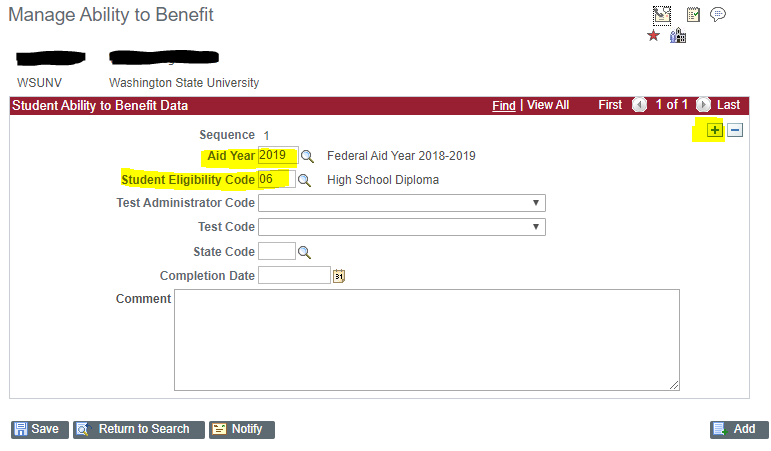 Manage Ability to Benefit
WSUNV Washington State University
Student Ability to Benefit Data Find | View All First 1 of 1 Last
Sequence 1
Aid Year 2019 Federal Aid Year 2018-2019
Student Eligibility Code 06 High School Diploma
Test Administrator Code
Test Code
State Code
Completion Date 31
Comment
Save Return to Search Notify Add